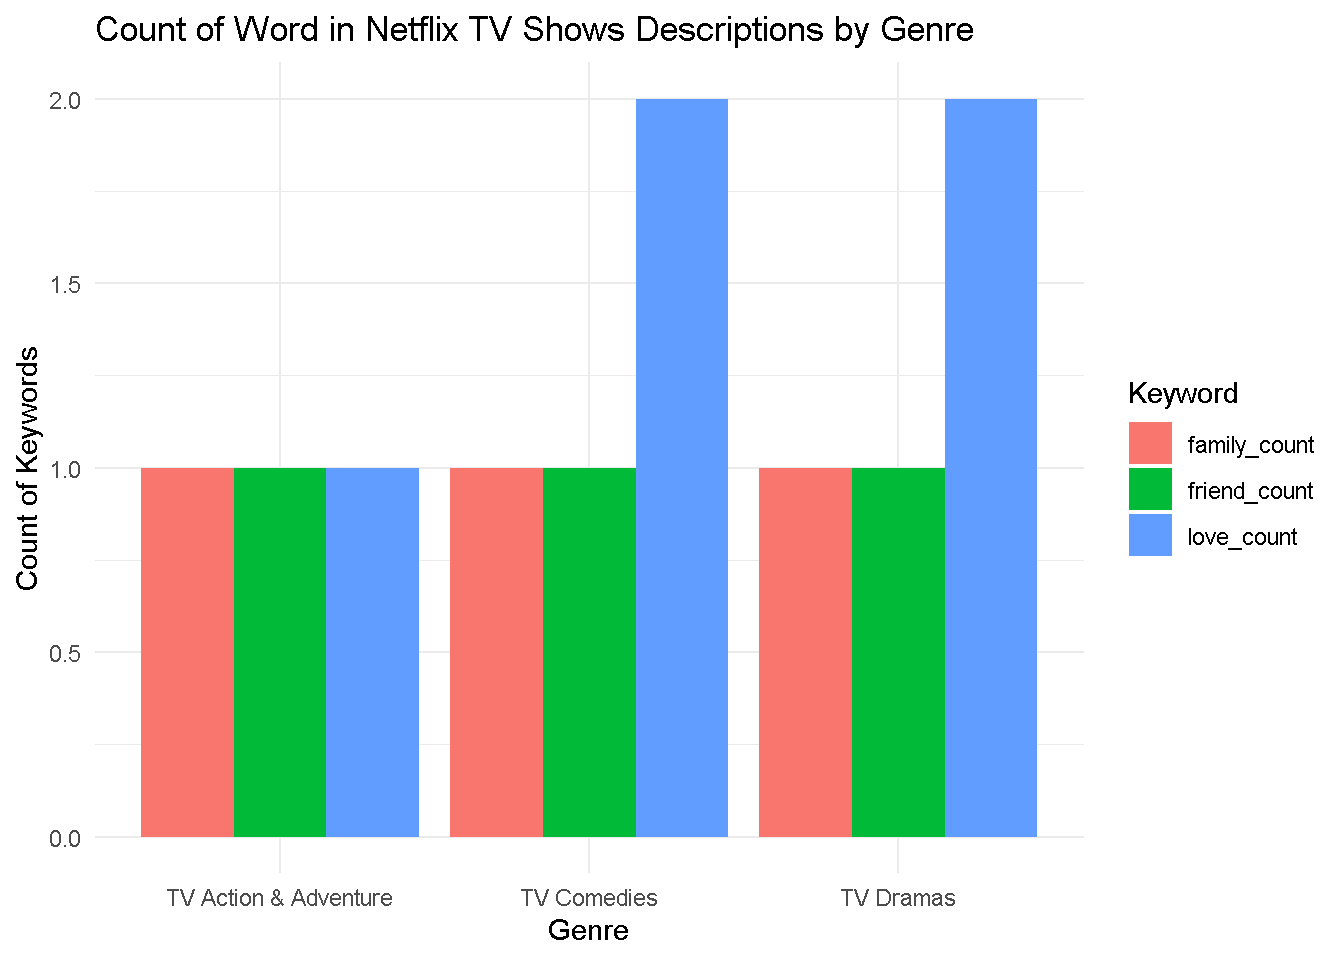 Count of Word in Netflix TV Shows Descriptions by Genre
Count of Keywords
2.0
1.5
1.0
0.5
0.0
TV Action & Adventure
TV Comedies
TV Dramas
Genre
Keyword
family_count
friend_count
love_count